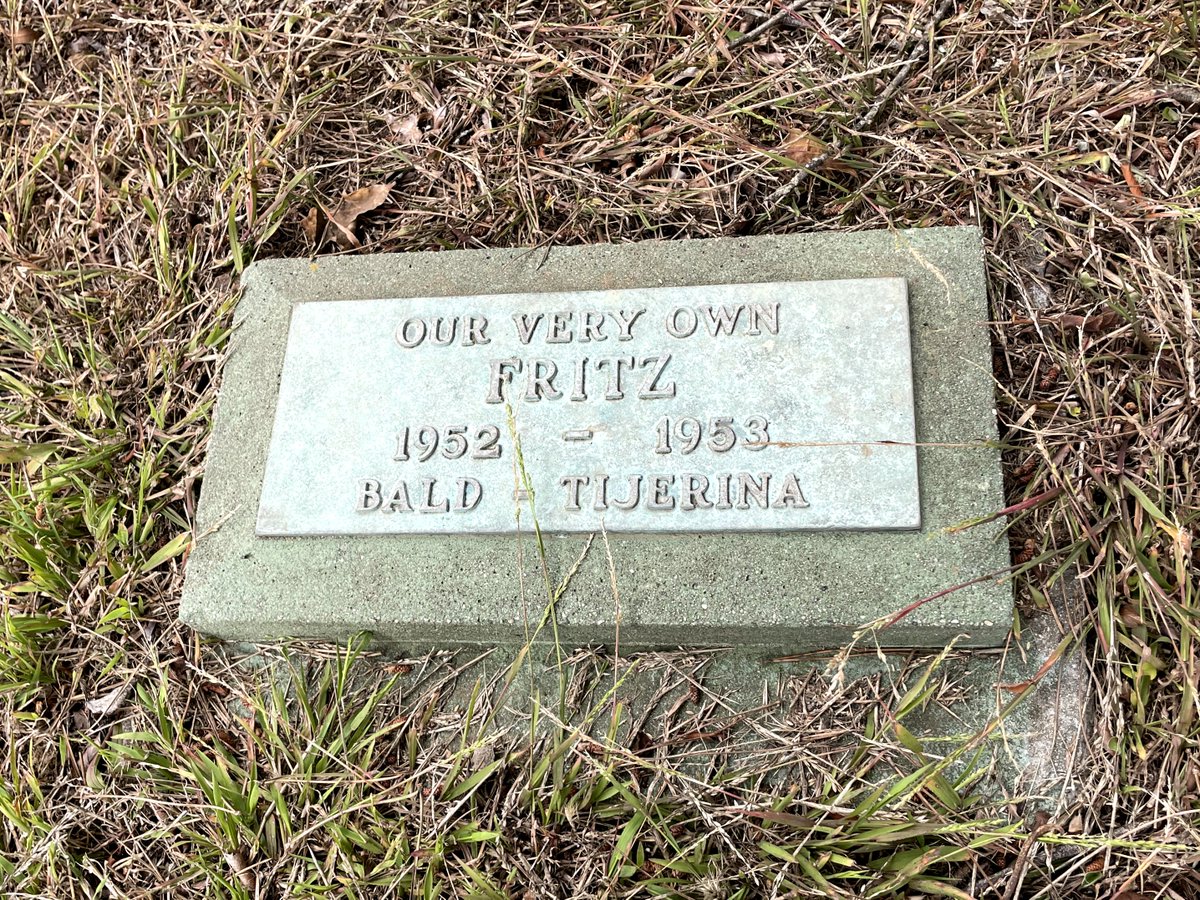 OUR VERY OWN
FRITZ
1952 - 1953
BALD - TIJERINA